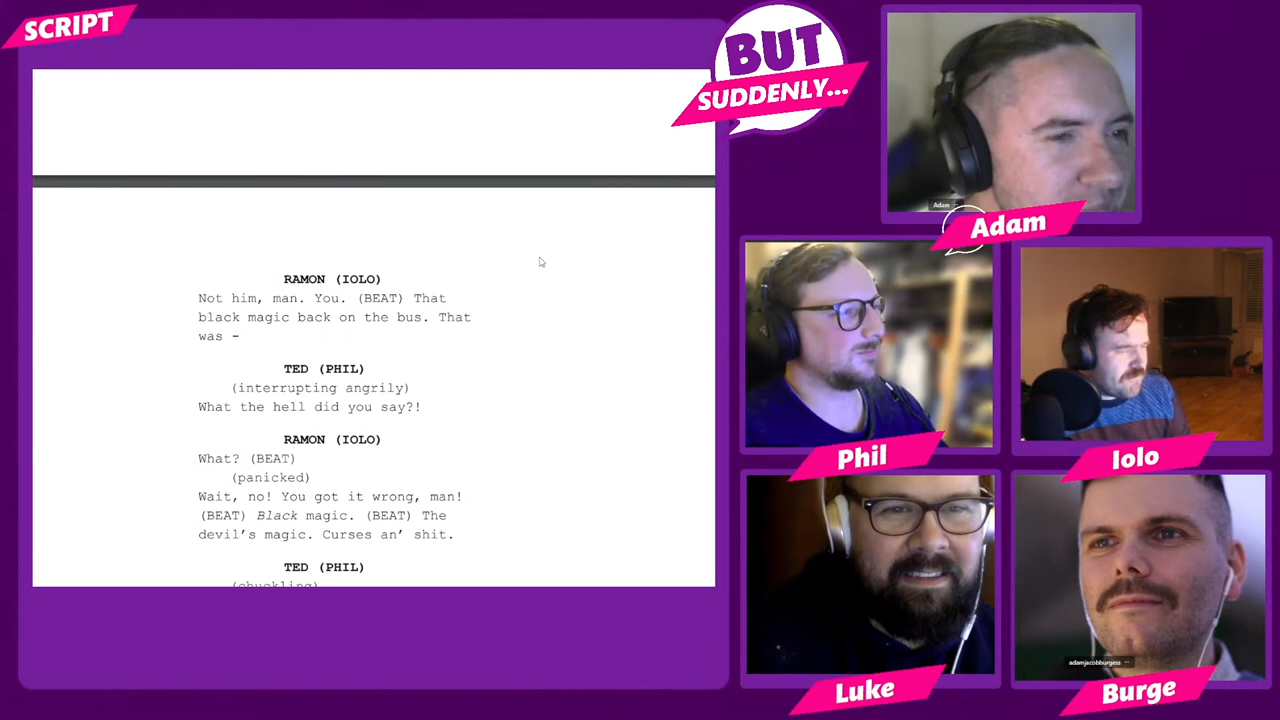 SCRIPT
BUT
SUDDENLY...
RAMON (IOLO)
Not him, man. You. (BEAT) That
black magic back on the bus. That
was -
TED (PHIL)
(interrupting angrily)
What the hell did you say?!
RAMON (IOLO)
What? (BEAT)
(panicked)
Wait, no! You got it wrong, man!
(BEAT) Black magic. (BEAT) The
devil's magic. Curses an' shit.
TED (PHIL)
(chuckling)
Adam
Adam
Phil
Iolo
Luke
adamjacobburgess
Burge